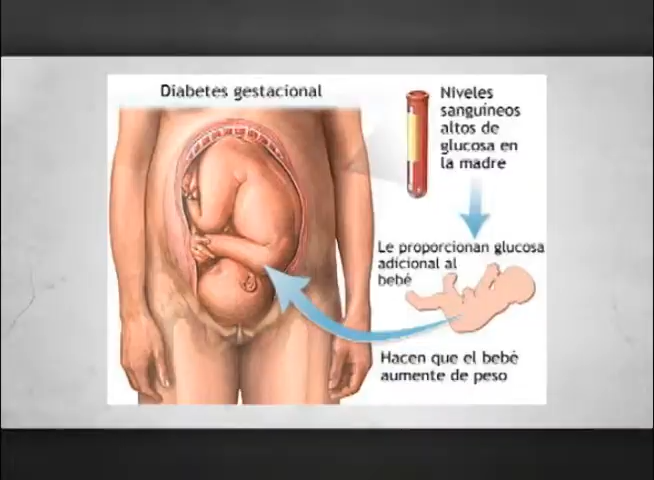 Diabetes gestacional
Niveles
sanguíneos
altos de
glucosa en
la madre
Le proporcionan glucosa
adicional al
bebé
Hacen que el bebé
aumente de peso